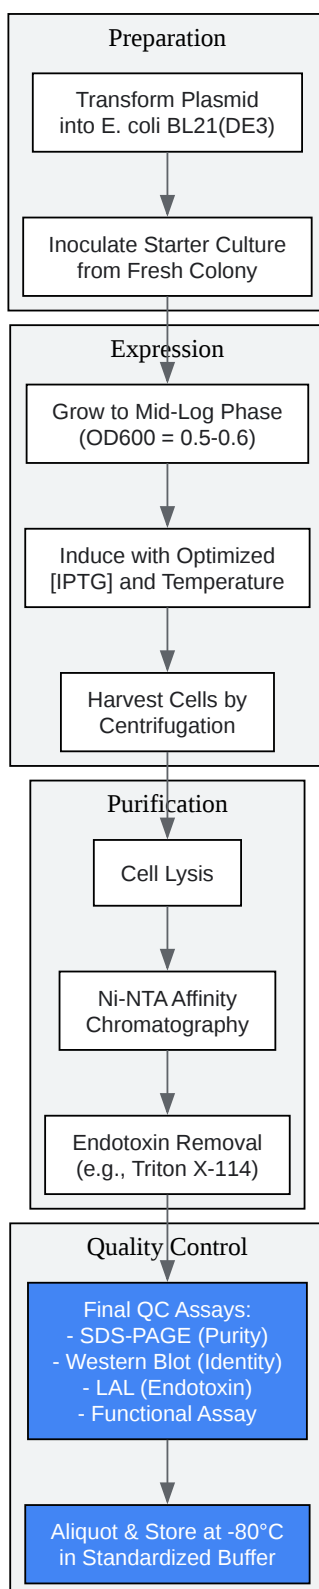 Preparation
Transform Plasmid
into E. coli BL21(DE3)
Inoculate Starter Culture
from Fresh Colony
Expression
Grow to Mid-Log Phase
(OD600 = 0.5-0.6)
Induce with Optimized
[IPTG] and Temperature
Harvest Cells by
Centrifugation
Purification
Cell Lysis
Ni-NTA Affinity
Chromatography
Endotoxin Removal
(e.g., Triton X-114)
Quality Control
Final QC Assays:
- SDS-PAGE (Purity)
- Western Blot (Identity)
- LAL (Endotoxin)
- Functional Assay
Aliquot & Store at -80°C
in Standardized Buffer